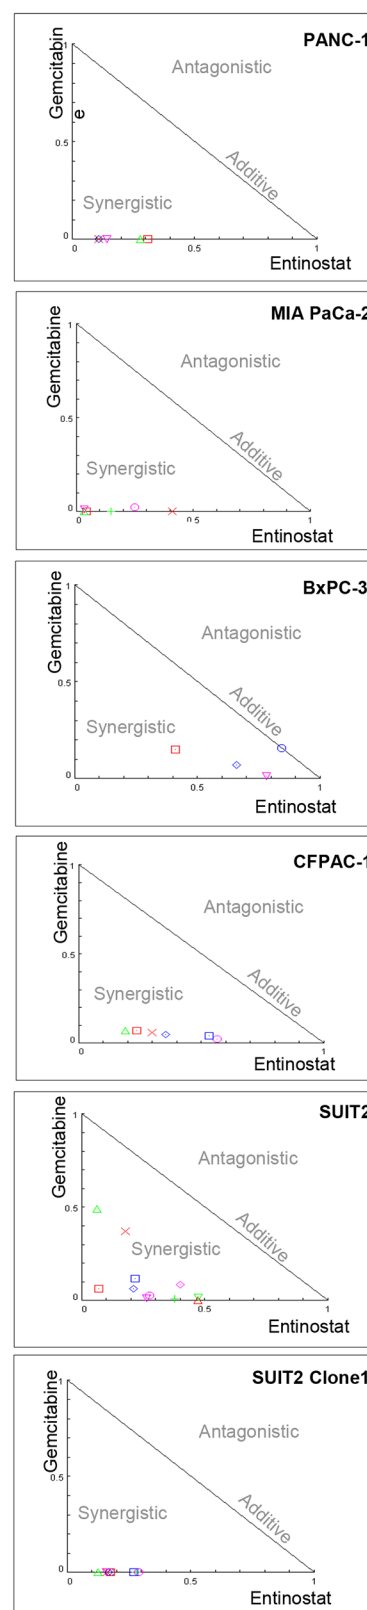 PANC-1
Gemcitabin
e
1
Antagonistic
0.5
Additive
Synergistic
0
0.5
1
Entinostat
MIA PaCa-2
Gemcitabine
1
Antagonistic
0.5
Additive
Synergistic
0
0
0.5
1
Entinostat
BxPC-3
Gemcitabine
1
Antagonistic
0.5
Additive
Synergistic
0
0
0.5
1
Entinostat
CFPAC-1
Gemcitabine
1
Antagonistic
0.5
Additive
Synergistic
0
0
0.5
1
Entinostat
SUIT2
Gemcitabine
1
Antagonistic
0.5
Additive
Synergistic
0
0
0.5
1
Entinostat
SUIT2 Clone1
Gemcitabine
1
Antagonistic
0.5
Additive
Synergistic
0
0
0.5
1
Entinostat